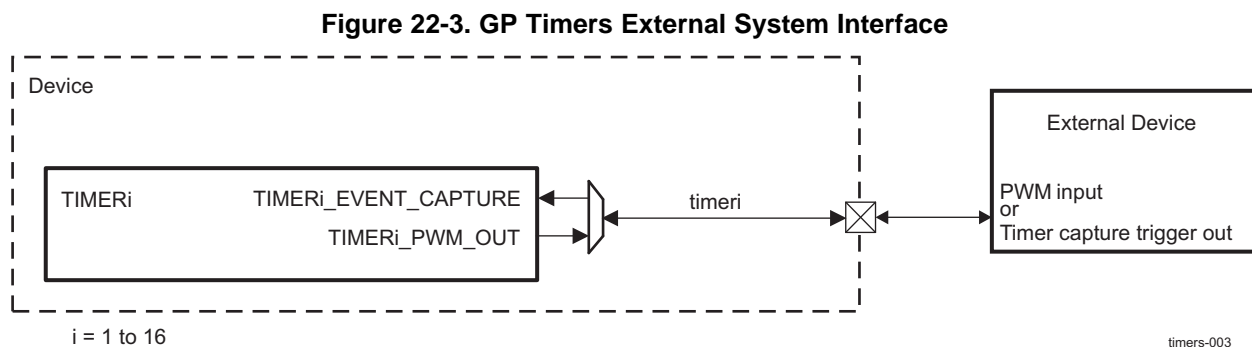 Figure 22-3. GP Timers External System Interface
Device
External Device
TIMERi
TIMERi_EVENT_CAPTURE
TIMERi_PWM_OUT
timeri
PWM input
or
Timer capture trigger out
i = 1 to 16
timers-003